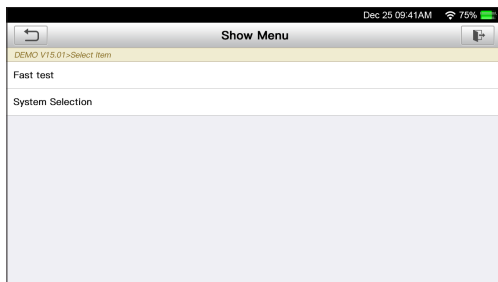 Dec 25 09:41AM 75%
Show Menu
DEMO V15.01>Select Item
Fast test
System Selection